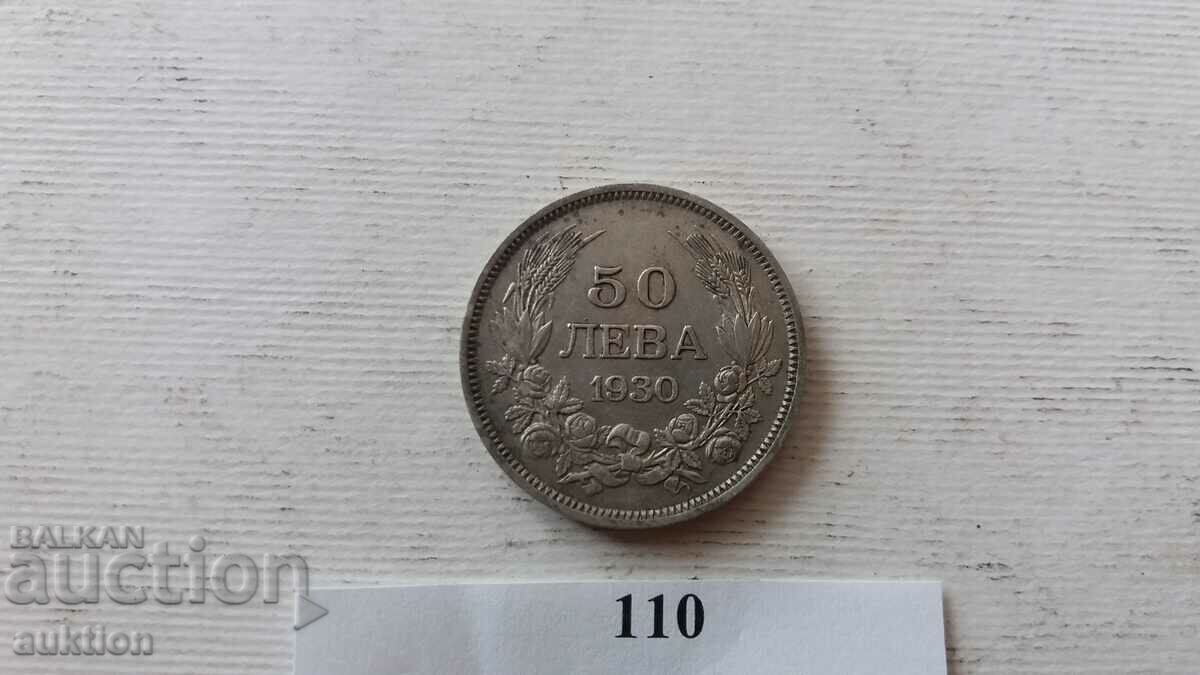 50
ЛЕВА
1930
BALKAN
auction
auktion
110